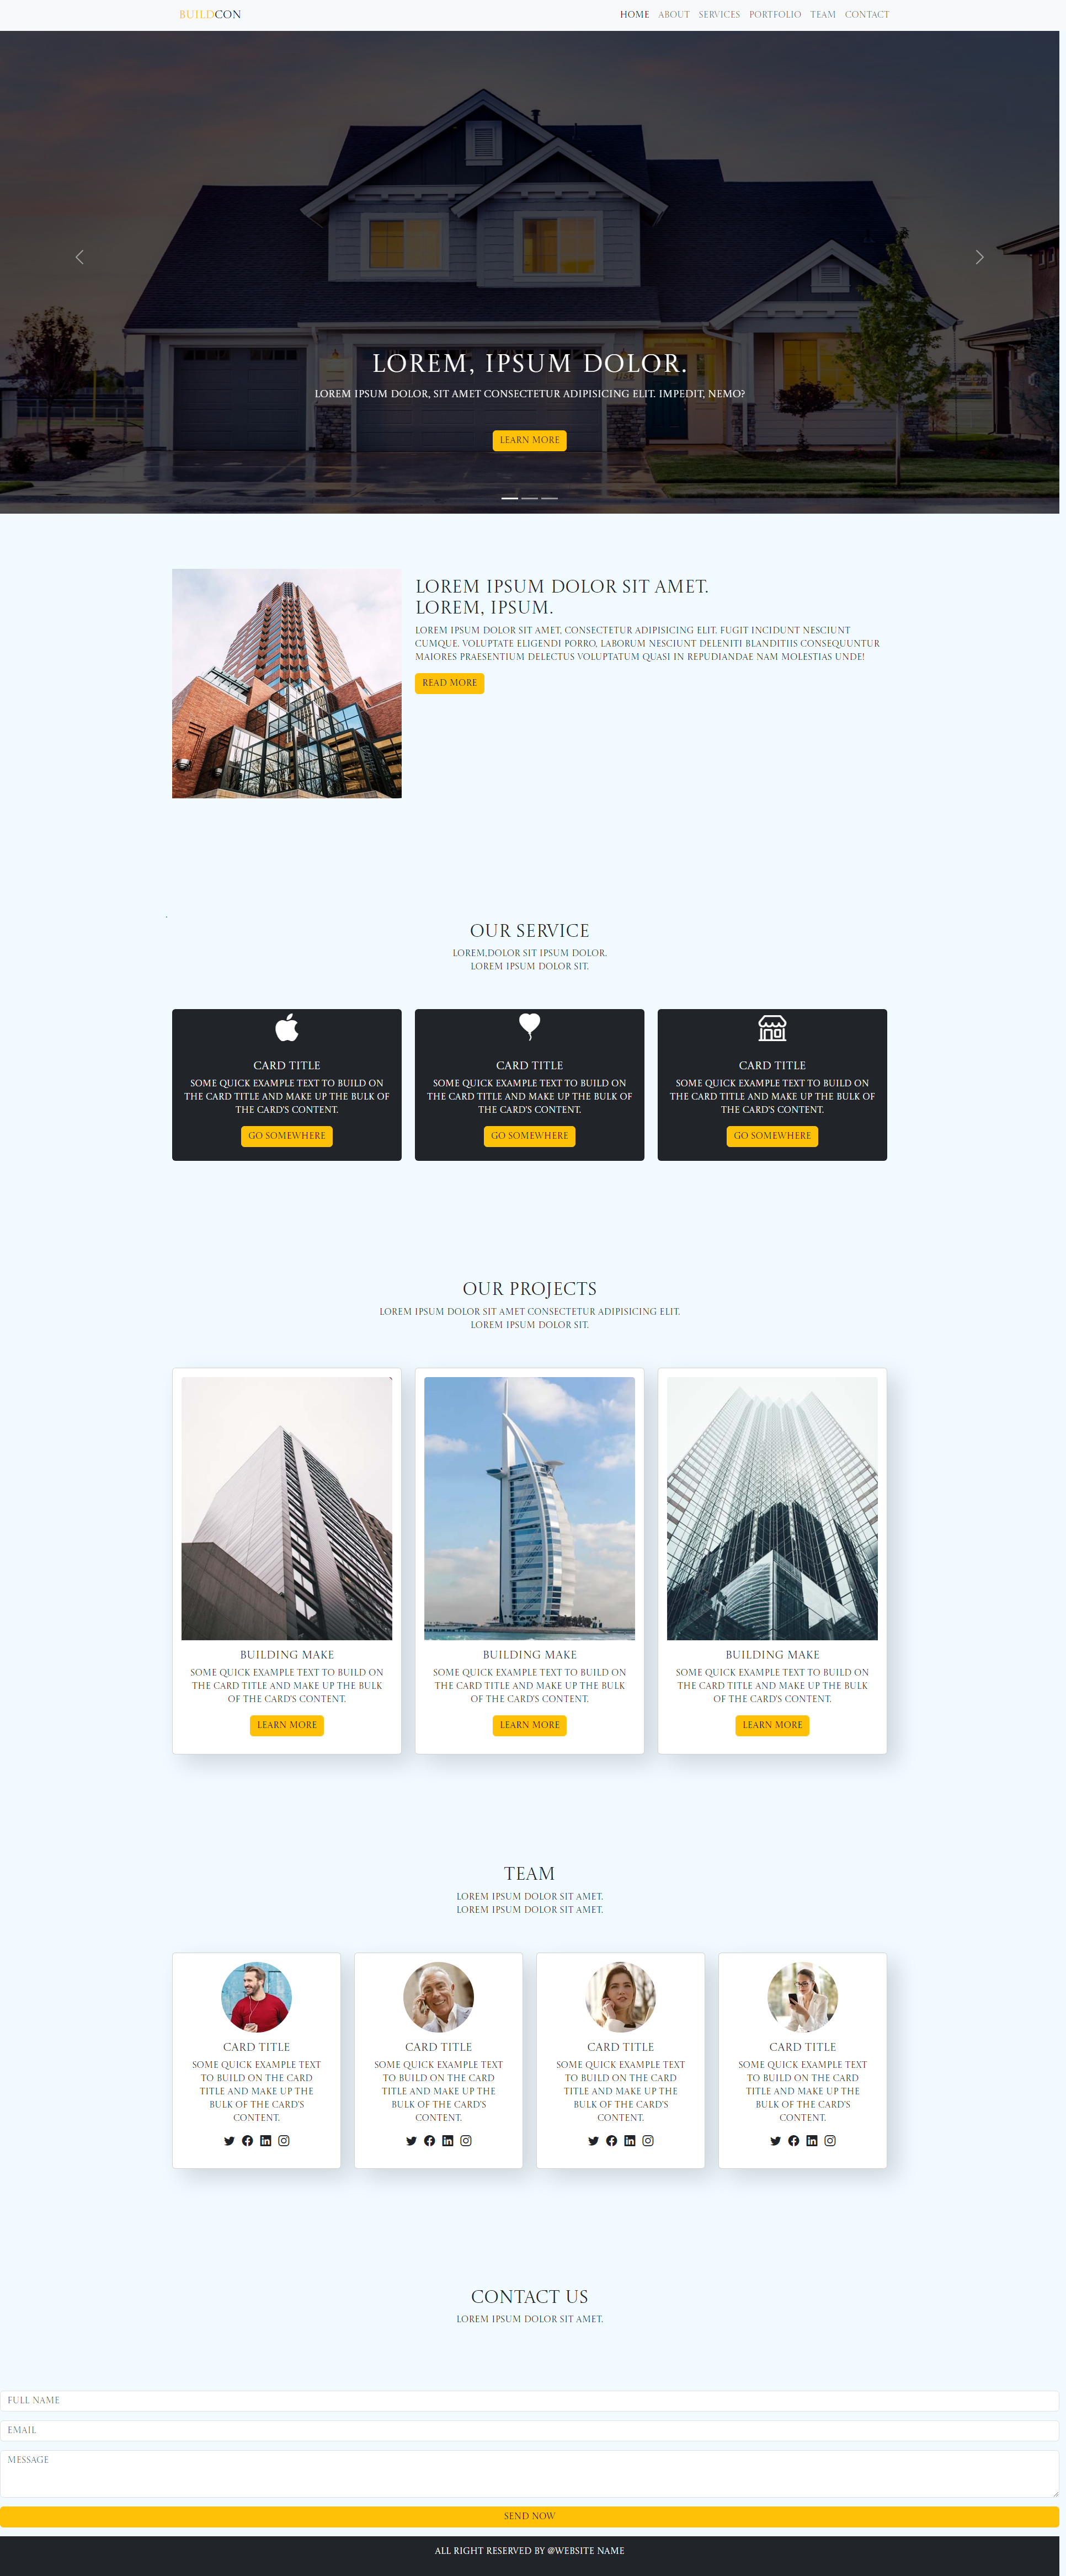 BUILDCON
HOME ABOUT SERVICES PORTFOLIO TEAM CONTACT
LOREM, IPSUM DOLOR.
LOREM IPSUM DOLOR, SIT AMET CONSECTETUR ADIPISICING ELIT. IMPEDIT, NEMO?
LEARN MORE
LOREM IPSUM DOLOR SIT AMET.
LOREM, IPSUM.
LOREM IPSUM DOLOR SIT AMET, CONSECTETUR ADIPISICING ELIT. FUGIT INCIDUNT NESCIUNT
CUMQUE. VOLUPTATE ELIGENDI PORRO, LABORUM NESCIUNT DELENITI BLANDITIIS CONSEQUUNTUR
MAIORES PRAESENTIUM DELECTUS VOLUPTATUM QUASI IN REPUDIANDAE NAM MOLESTIAS UNDE!
READ MORE
.
OUR SERVICE
LOREM,DOLOR SIT IPSUM DOLOR.
LOREM IPSUM DOLOR SIT.
CARD TITLE
SOME QUICK EXAMPLE TEXT TO BUILD ON
THE CARD TITLE AND MAKE UP THE BULK OF
THE CARD'S CONTENT.
GO SOMEWHERE
CARD TITLE
SOME QUICK EXAMPLE TEXT TO BUILD ON
THE CARD TITLE AND MAKE UP THE BULK OF
THE CARD'S CONTENT.
GO SOMEWHERE
CARD TITLE
SOME QUICK EXAMPLE TEXT TO BUILD ON
THE CARD TITLE AND MAKE UP THE BULK OF
THE CARD'S CONTENT.
GO SOMEWHERE
OUR PROJECTS
LOREM IPSUM DOLOR SIT AMET CONSECTETUR ADIPISICING ELIT.
LOREM IPSUM DOLOR SIT.
BUILDING MAKE
SOME QUICK EXAMPLE TEXT TO BUILD ON
THE CARD TITLE AND MAKE UP THE BULK
OF THE CARD'S CONTENT.
LEARN MORE
BUILDING MAKE
SOME QUICK EXAMPLE TEXT TO BUILD ON
THE CARD TITLE AND MAKE UP THE BULK
OF THE CARD'S CONTENT.
LEARN MORE
BUILDING MAKE
SOME QUICK EXAMPLE TEXT TO BUILD ON
THE CARD TITLE AND MAKE UP THE BULK
OF THE CARD'S CONTENT.
LEARN MORE
TEAM
LOREM IPSUM DOLOR SIT AMET.
LOREM IPSUM DOLOR SIT AMET.
CARD TITLE
SOME QUICK EXAMPLE TEXT
TO BUILD ON THE CARD
TITLE AND MAKE UP THE
BULK OF THE CARD'S
CONTENT.
CARD TITLE
SOME QUICK EXAMPLE TEXT
TO BUILD ON THE CARD
TITLE AND MAKE UP THE
BULK OF THE CARD'S
CONTENT.
CARD TITLE
SOME QUICK EXAMPLE TEXT
TO BUILD ON THE CARD
TITLE AND MAKE UP THE
BULK OF THE CARD'S
CONTENT.
CARD TITLE
SOME QUICK EXAMPLE TEXT
TO BUILD ON THE CARD
TITLE AND MAKE UP THE
BULK OF THE CARD'S
CONTENT.
CONTACT US
LOREM IPSUM DOLOR SIT AMET.
FULL NAME
EMAIL
MESSAGE
SEND NOW
ALL RIGHT RESERVED BY @WEBSITE NAME